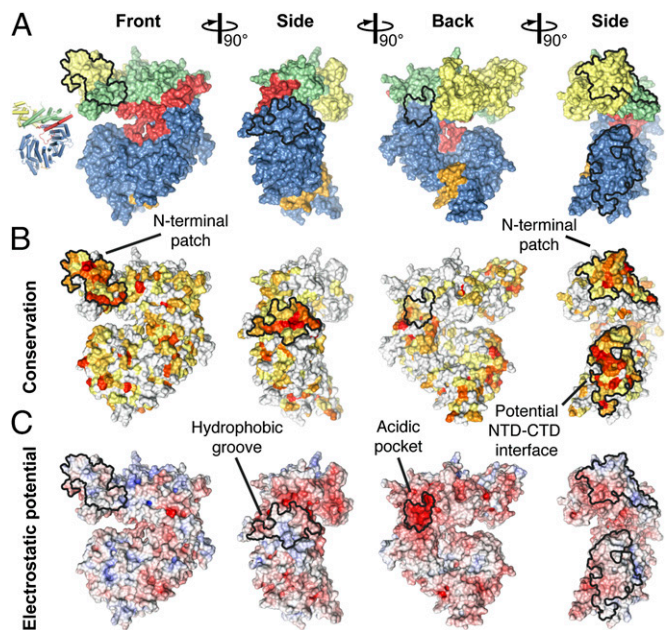 A
Front
90°
Side
90°
Back
90°
Side
B
Conservation
N-terminal
patch
N-terminal
patch
Potential
NTD-CTD
interface
C
Electrostatic potential
Hydrophobic
groove
Acidic
pocket